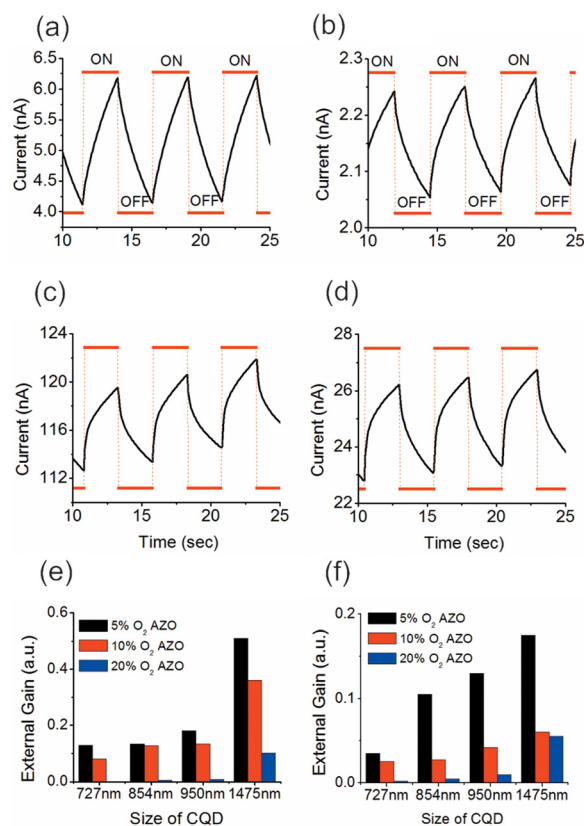 (a)
ON
6.5
6.0
5.5
5.0
4.5
4.0
Current (nA)
OFF OFF
10 15 20 25
(b)
ON ON ON
2.3
2.2
2.1
2.0
Current (nA)
OFF OFF OFF
10 15 20 25
(c)
124
120
116
112
Current (nA)
10 15 20 25
Time (sec)
(d)
28
26
24
22
Current (nA)
10 15 20 25
Time (sec)
(e)
0.6
0.4
0.2
0.0
External Gain (a.u.)
5% O₂ AZO
10% O₂ AZO
20% O₂ AZO
727nm 854nm 950nm 1475nm
Size of CQD
(f)
0.2
0.1
0.0
External Gain (a.u.)
5% O₂ AZO
10% O₂ AZO
20% O₂ AZO
727nm 854nm 950nm 1475nm
Size of CQD